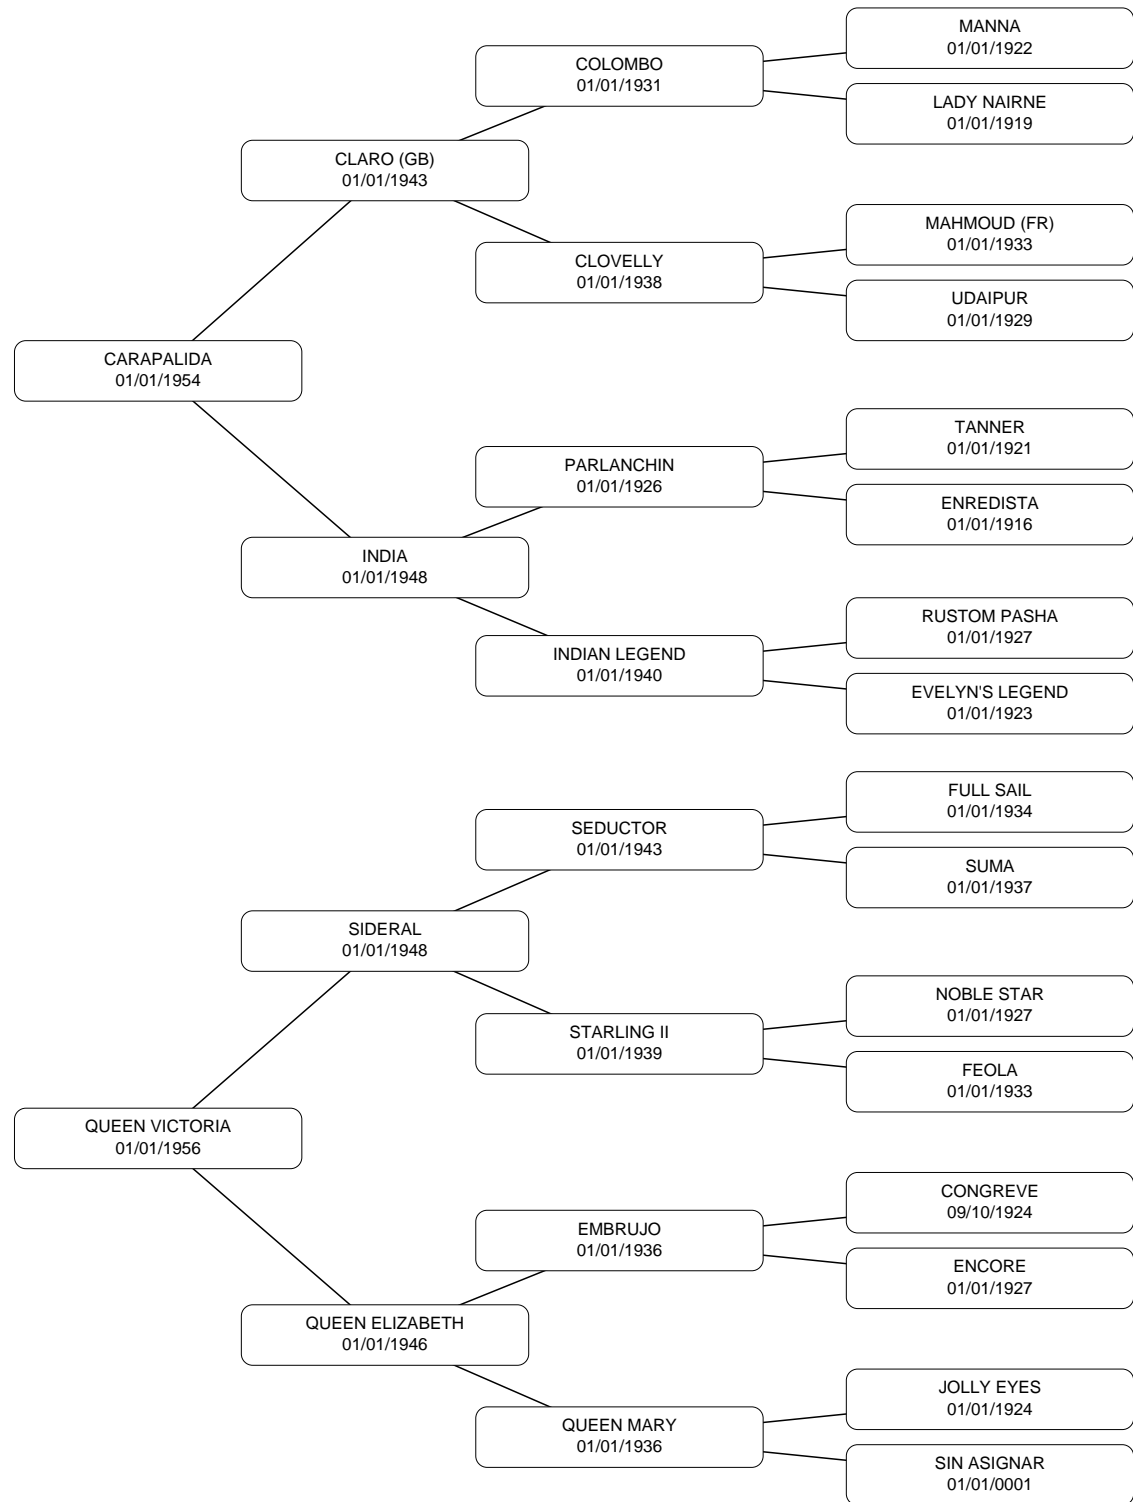 MANNA
01/01/1922
COLOMBO
01/01/1931
LADY NAIRNE
01/01/1919
CLARO (GB)
01/01/1943
MAHMOUD (FR)
01/01/1933
CLOVELLY
01/01/1938
UDAIPUR
01/01/1929
CARAPALIDA
01/01/1954
TANNER
01/01/1921
PARLANCHIN
01/01/1926
ENREDISTA
01/01/1916
INDIA
01/01/1948
RUSTOM PASHA
01/01/1927
INDIAN LEGEND
01/01/1940
EVELYN'S LEGEND
01/01/1923
FULL SAIL
01/01/1934
SEDUCTOR
01/01/1943
SUMA
01/01/1937
SIDERAL
01/01/1948
NOBLE STAR
01/01/1927
STARLING II
01/01/1939
FEOLA
01/01/1933
QUEEN VICTORIA
01/01/1956
CONGREVE
09/10/1924
EMBRUJO
01/01/1936
ENCORE
01/01/1927
QUEEN ELIZABETH
01/01/1946
JOLLY EYES
01/01/1924
QUEEN MARY
01/01/1936
SIN ASIGNAR
01/01/0001